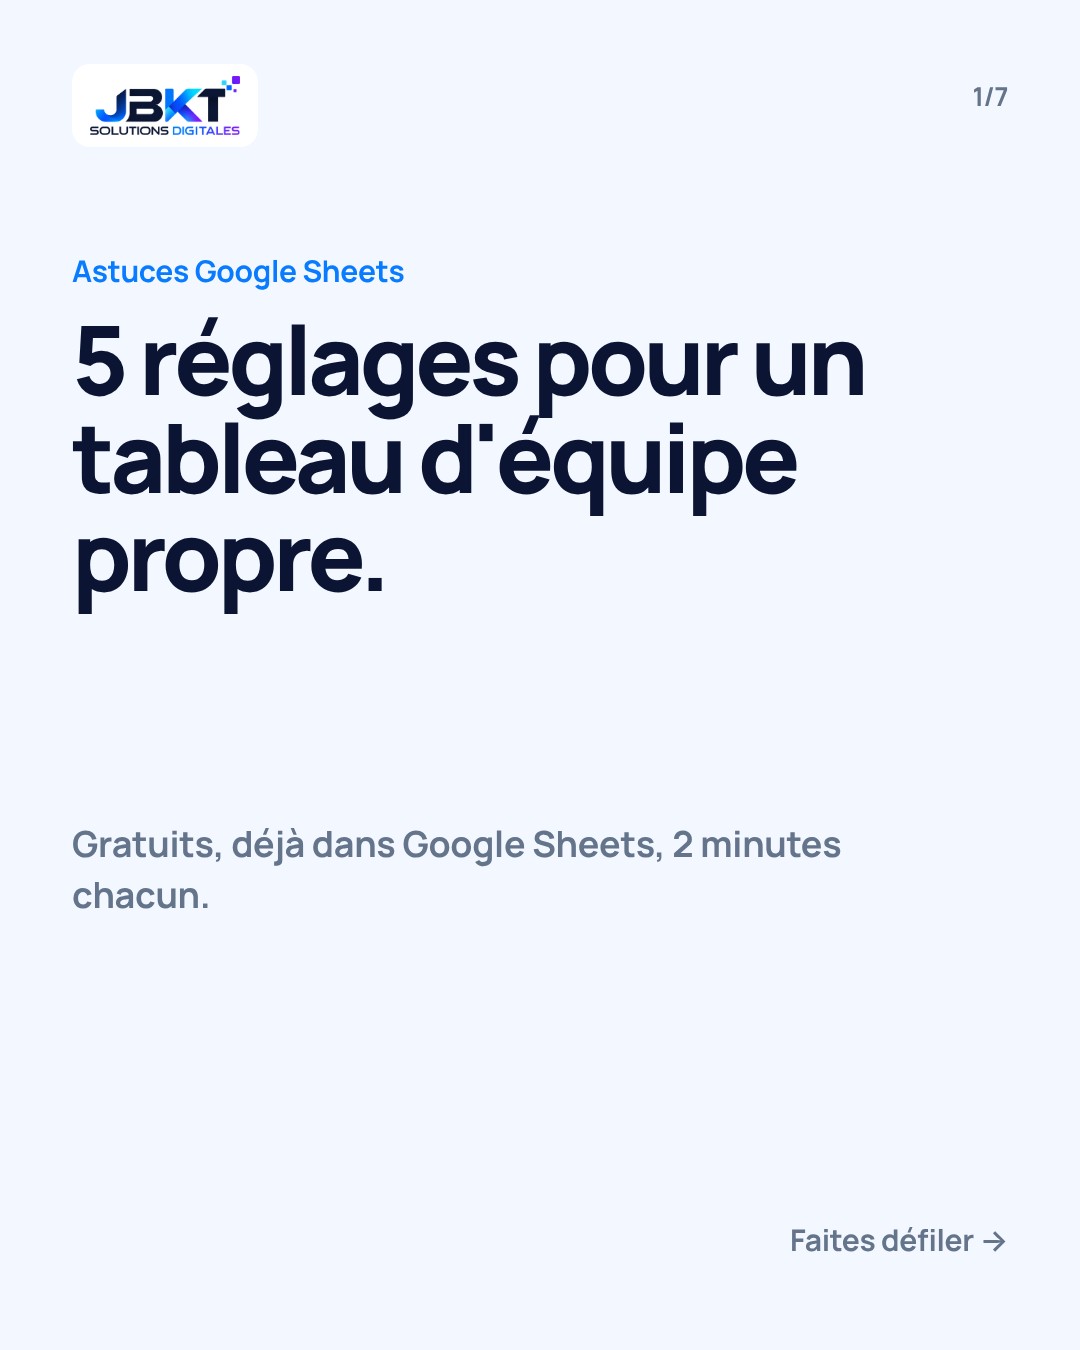 JBKT
SOLUTIONS DIGITALES
1/7
Astuces Google Sheets
5 réglages pour un
tableau d'équipe
propre.
Gratuits, déjà dans Google Sheets, 2 minutes
chacun.
Faites défiler →